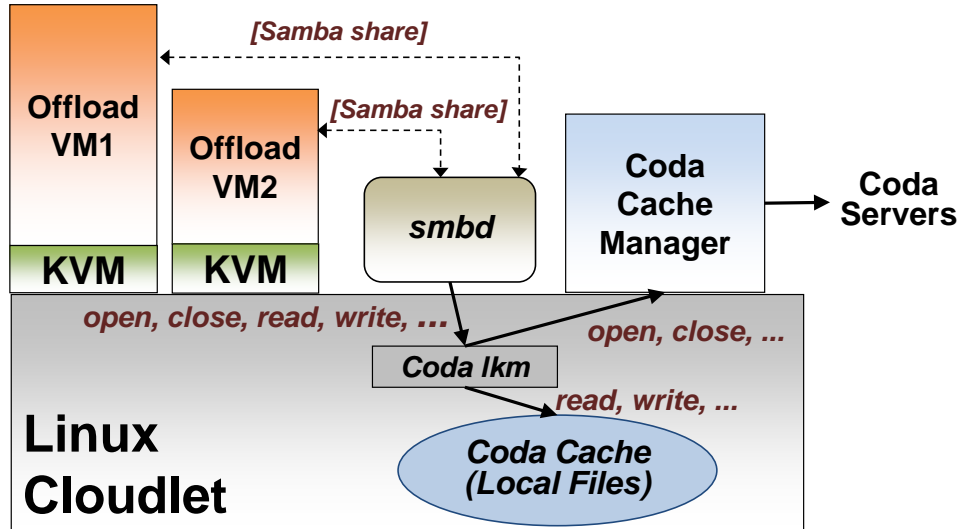 [Samba share]
Offload
VM1
[Samba share]
Offload
VM2
Coda
Cache
Manager
Coda
Servers
smbd
KVM
KVM
open, close, read, write, ...
open, close, ...
Coda lkm
read, write, ...
Linux
Cloudlet
Coda Cache
(Local Files)